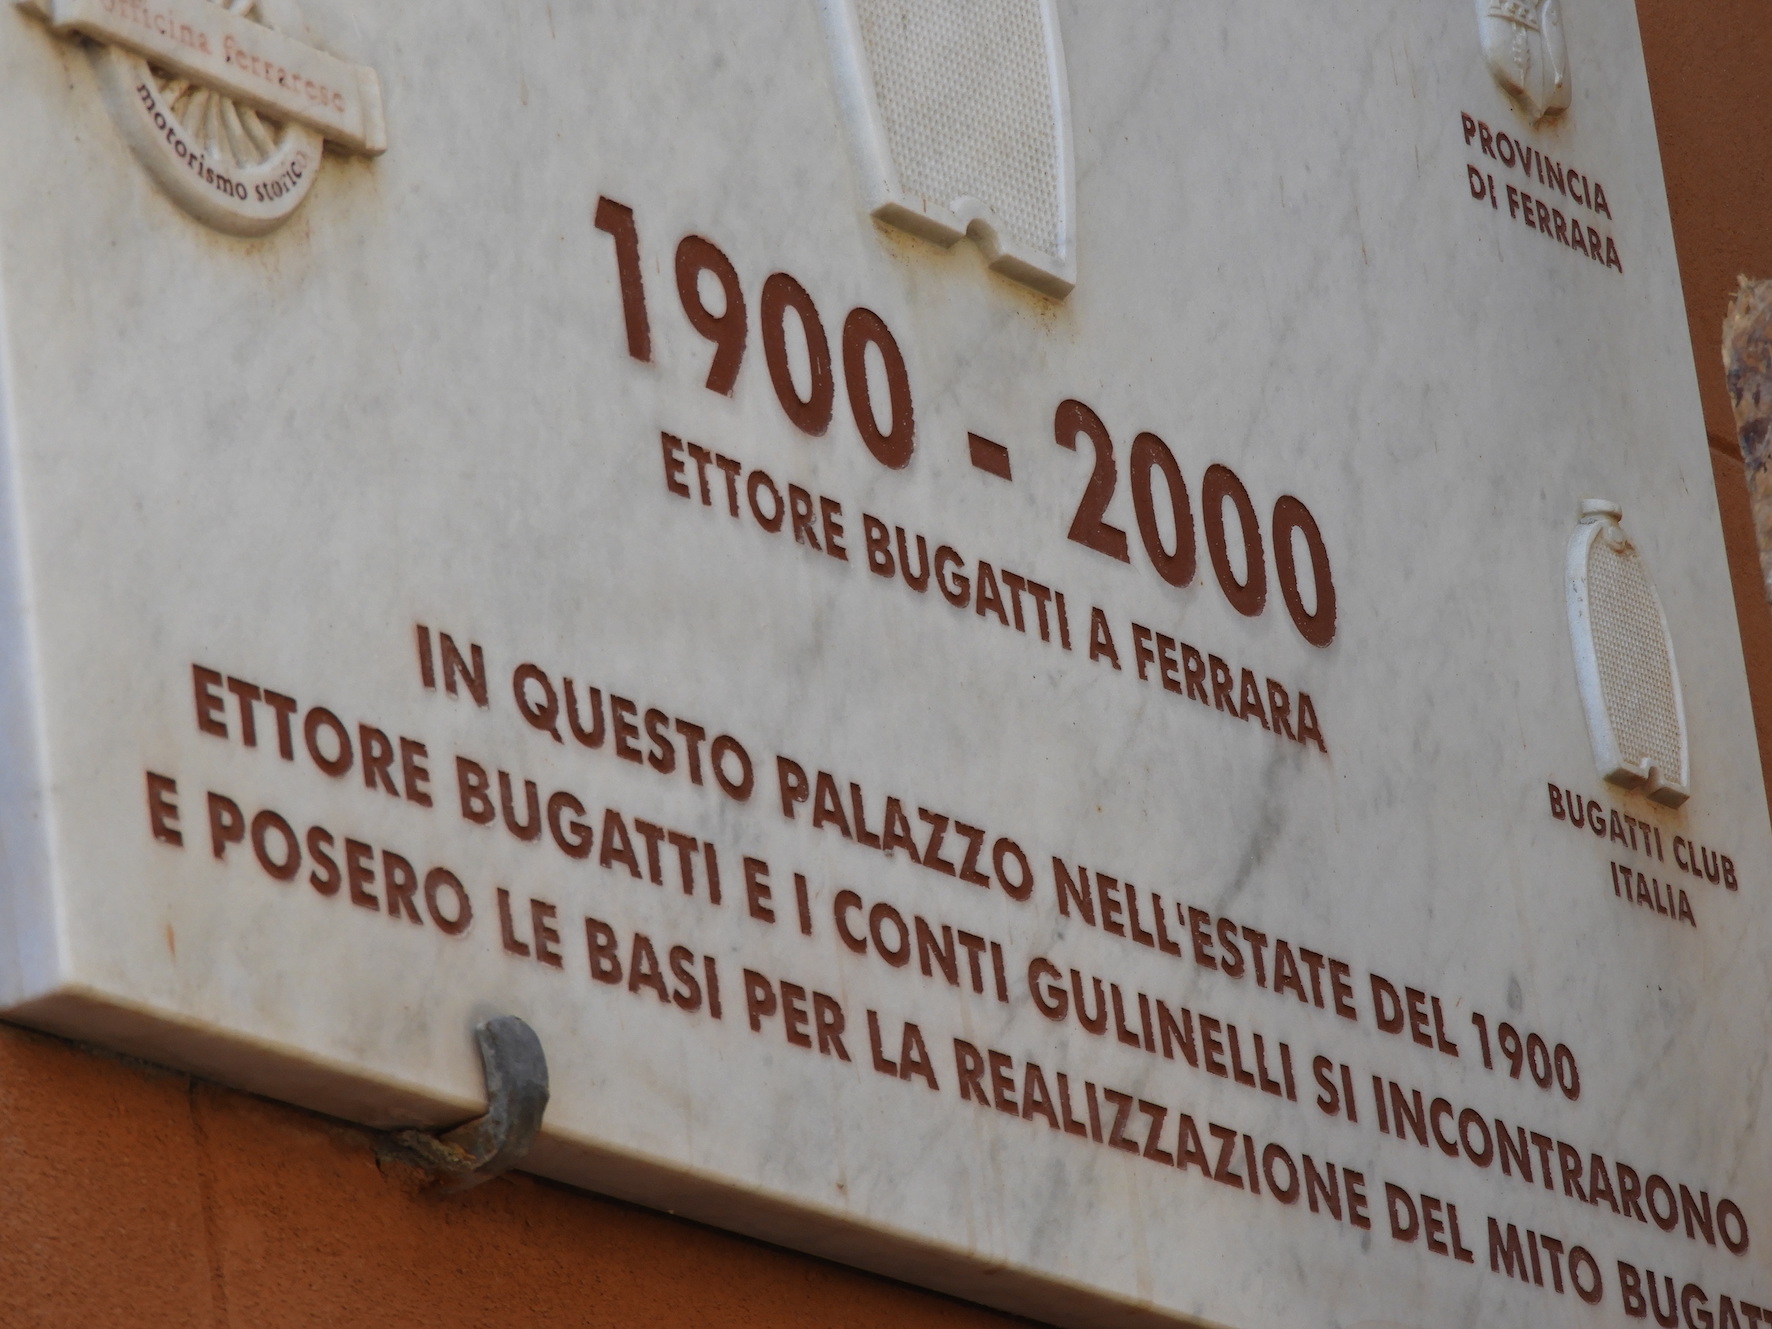 officina ferrarese
motorismo storico
PROVINCIA
DI FERRARA
1900 - 2000
ETTORE BUGATTI A FERRARA
IN QUESTO PALAZZO NELL'ESTATE DEL 1900
ETTORE BUGATTI E I CONTI GULINELLI SI INCONTRARONO
E POSERO LE BASI PER LA REALIZZAZIONE DEL MITO BUGATT
BUGATTI CLUB
ITALIA